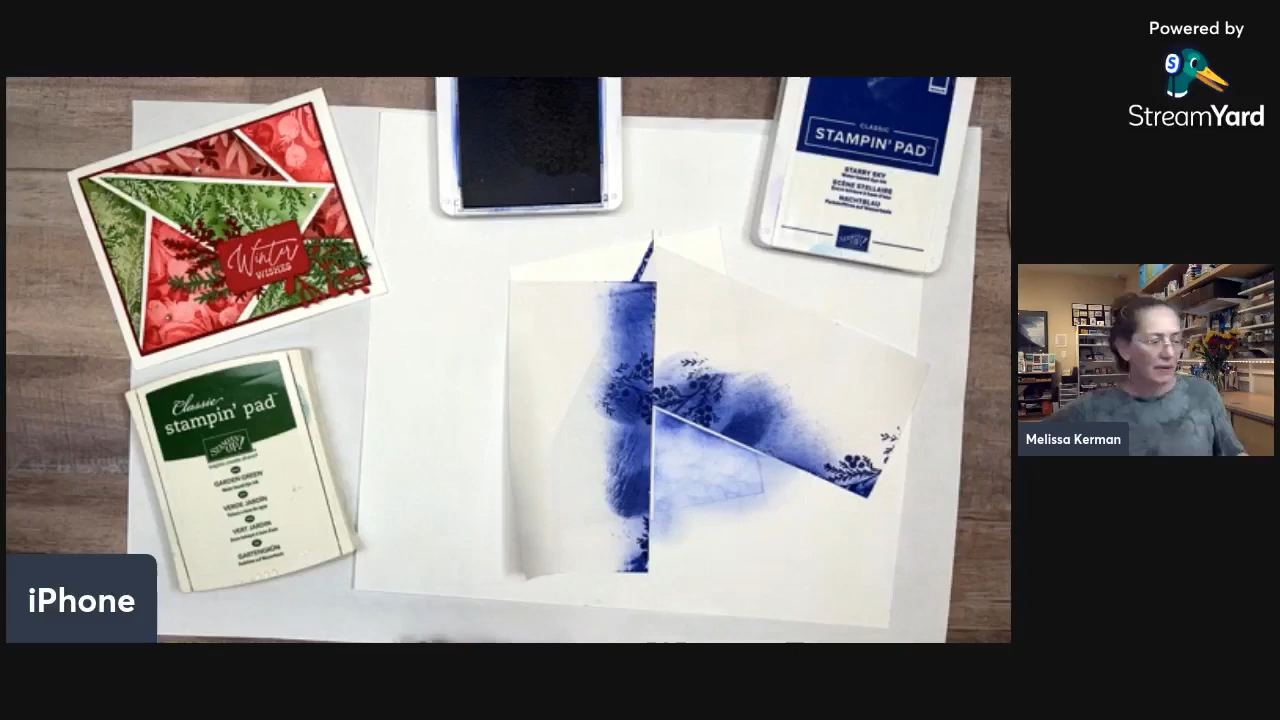 Powered by
S
StreamYard
CLASSIC
STAMPIN' PAD
STARRY SKY
SCÈNE STELLAIRE
NACHTBLAU
Winter
WISHES
Classic
stampin' pad
GARDEN GREEN
VERDE JARDÍN
VERT JARDIN
GARTENGRÜN
iPhone
Melissa Kerman